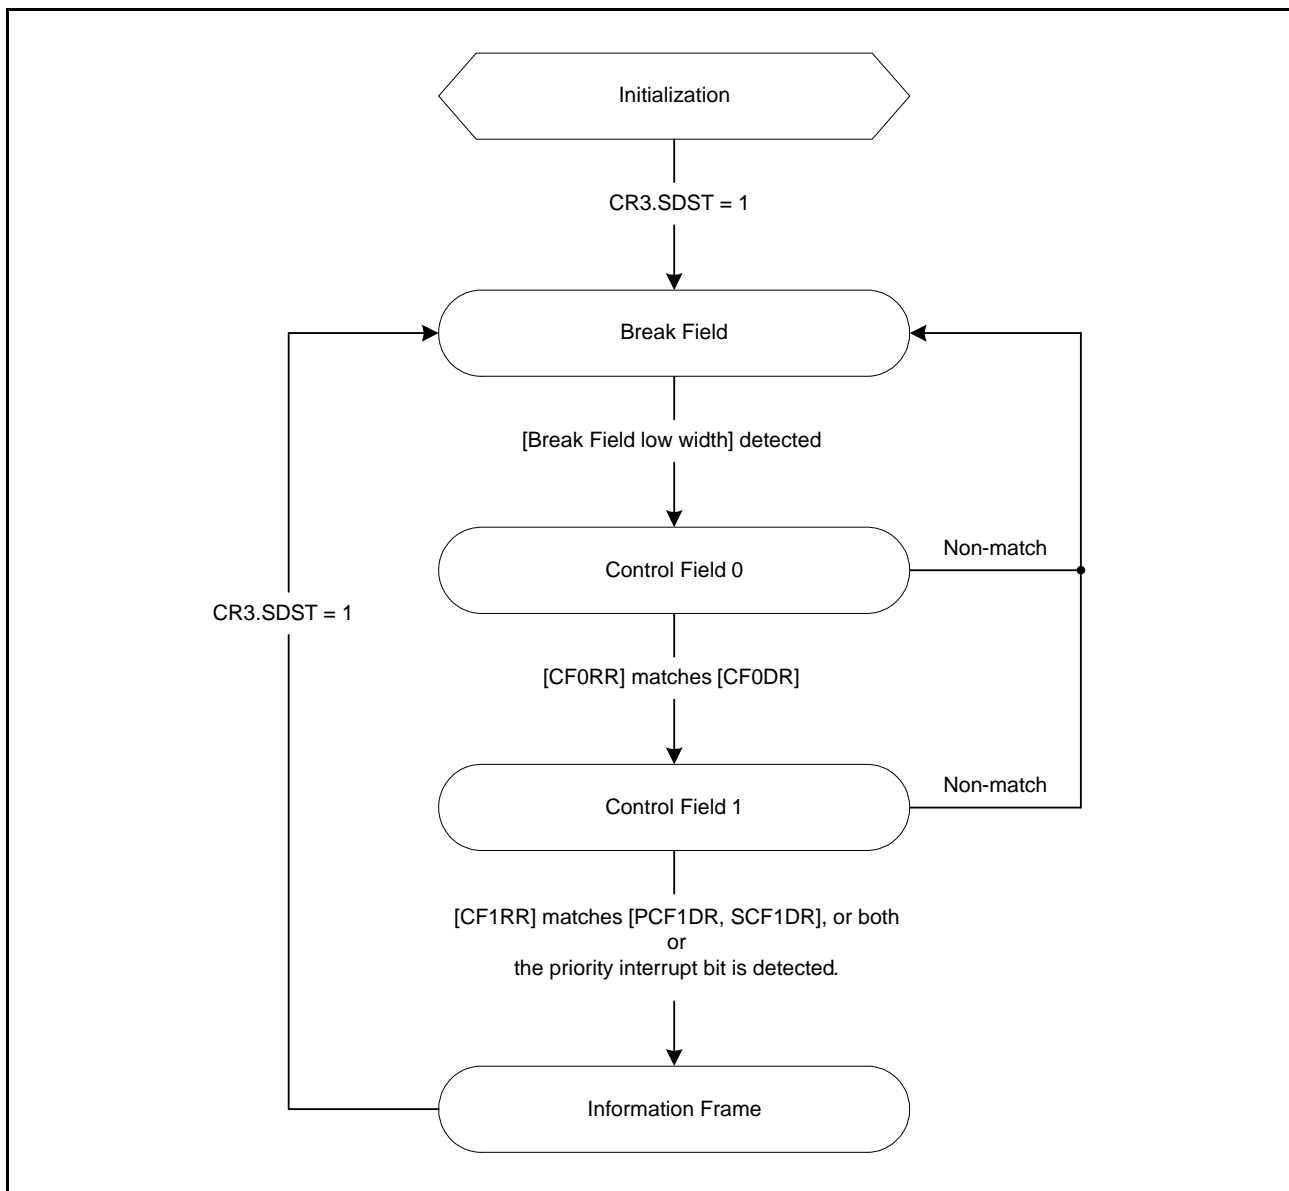 Initialization
CR3.SDST = 1
Break Field
[Break Field low width] detected
Control Field 0
Non-match
CR3.SDST = 1
[CF0RR] matches [CF0DR]
Control Field 1
Non-match
[CF1RR] matches [PCF1DR, SCF1DR], or both
or
the priority interrupt bit is detected.
Information Frame